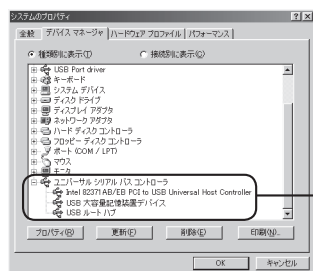 システムのプロパティ
全般 デバイス マネージャ ハードウェア プロファイル パフォーマンス
種類別に表示(T) 接続別に表示(C)
USB Port driver
キーボード
システム デバイス
ディスク ドライブ
ディスプレイ アダプタ
ネットワーク アダプタ
ハード ディスク コントローラ
フロッピー ディスク コントローラ
ポート (COM / LPT)
マウス
モニタ
ユニバーサル シリアル バス コントローラ
Intel 82371AB/EB PCI to USB Universal Host Controller
USB 大容量記憶装置デバイス
USB ルート ハブ
プロパティ(R) 更新(F) 削除(E) 印刷(N)...
OK キャンセル